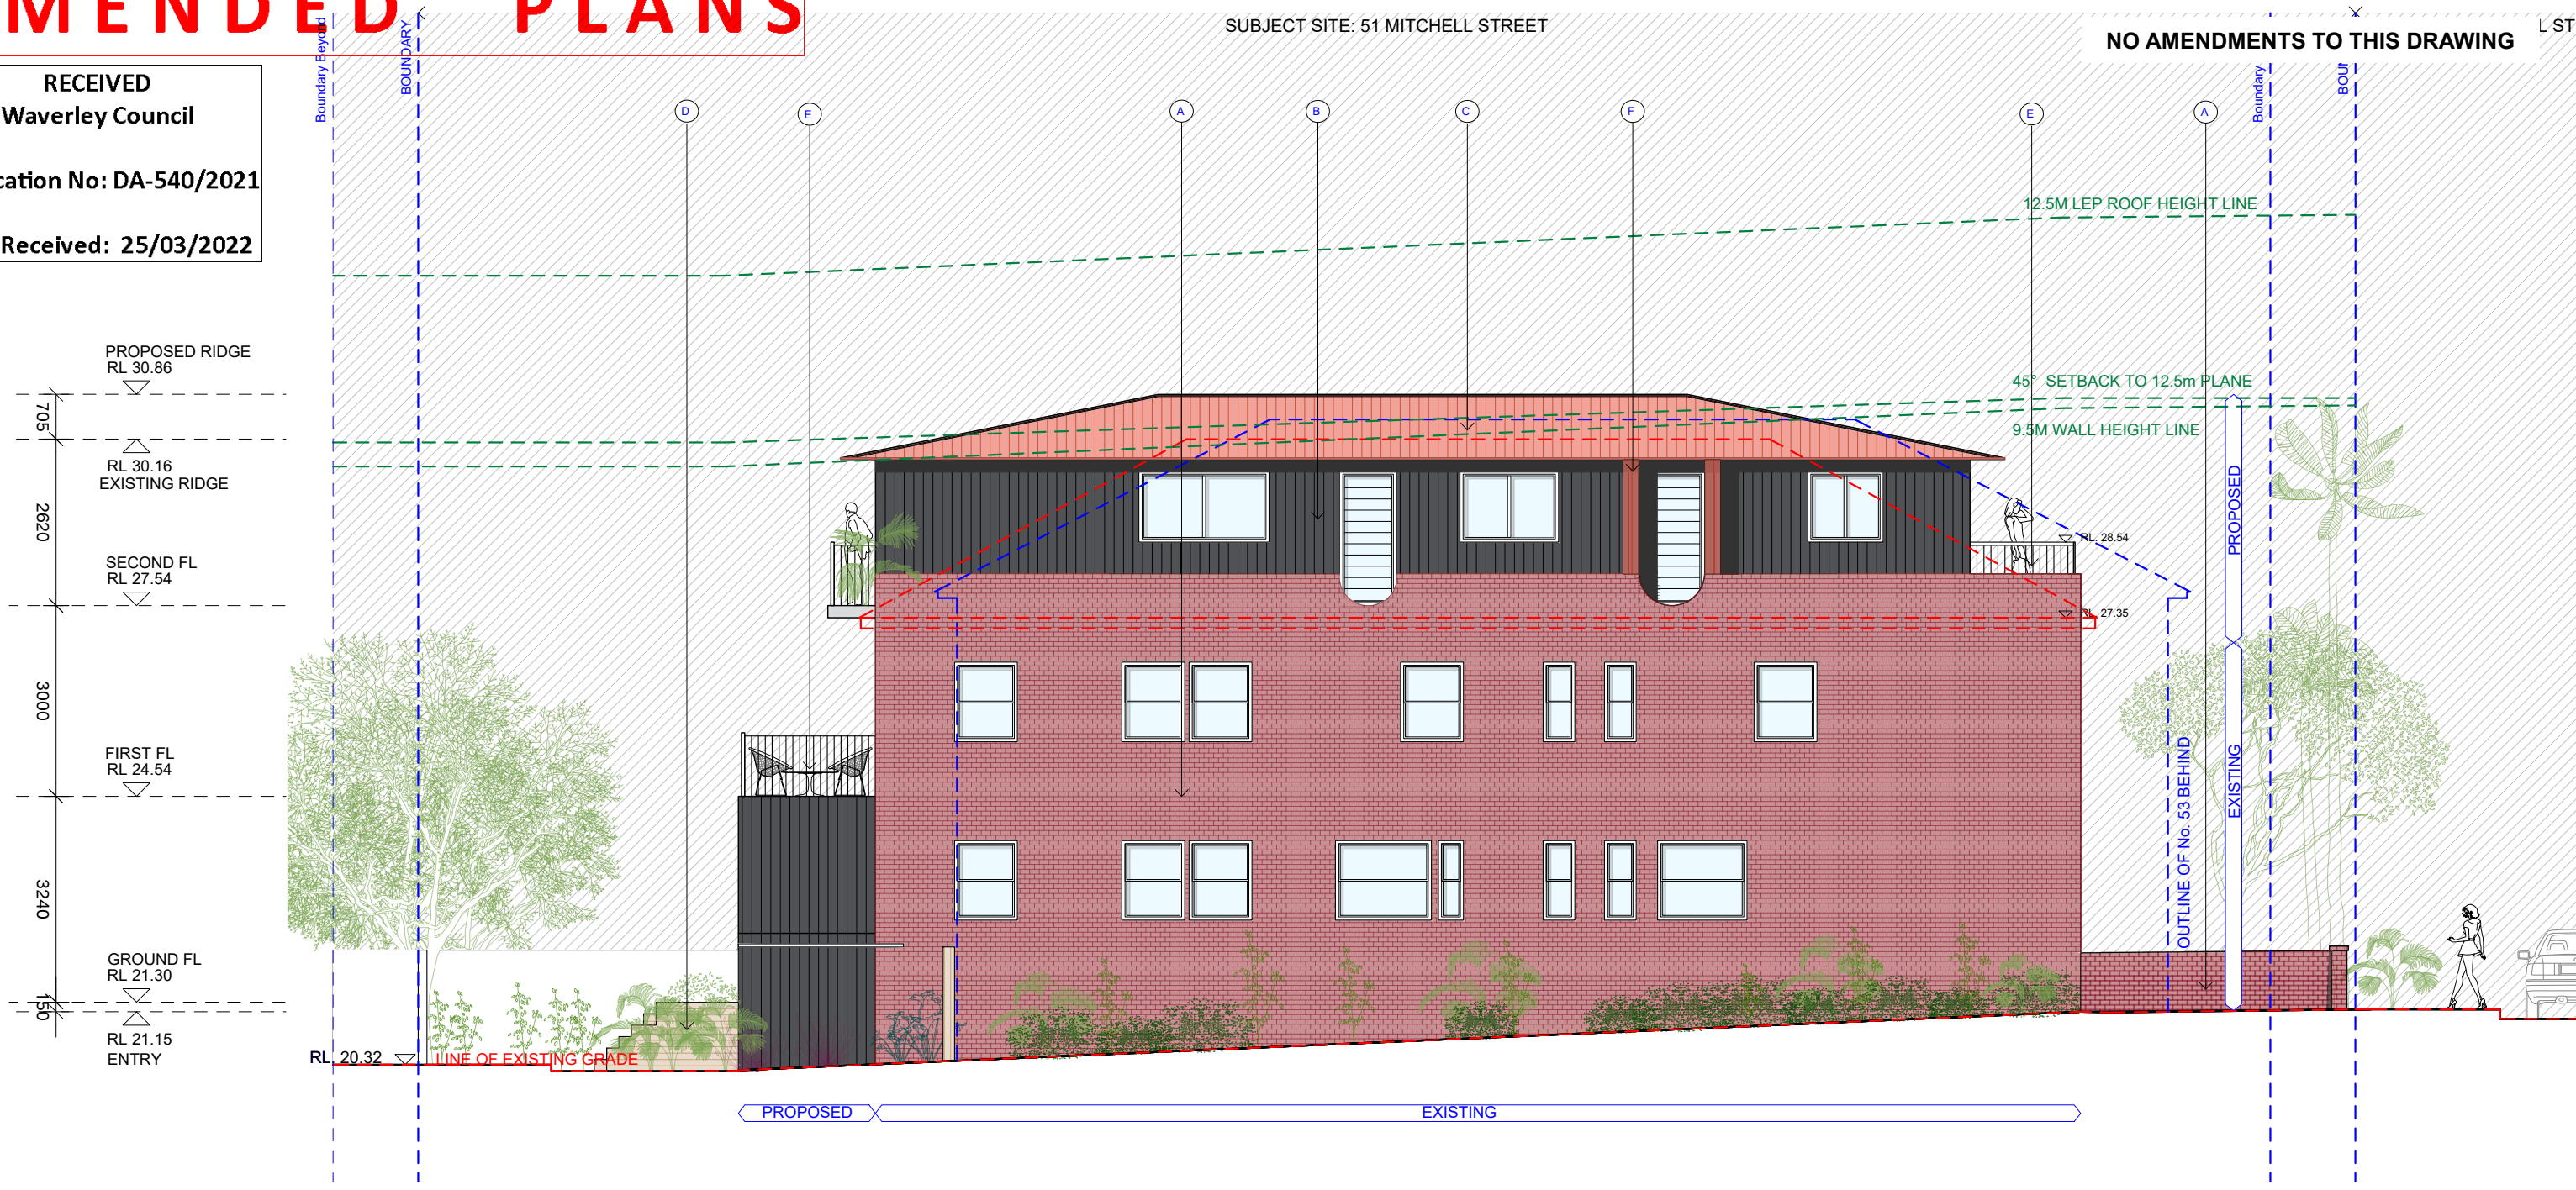 MENDED PLANS
RECEIVED
Waverley Council
cation No: DA-540/2021
Received: 25/03/2022
SUBJECT SITE: 51 MITCHELL STREET
NO AMENDMENTS TO THIS DRAWING
L ST
Boundary Beyond
BOUNDARY
Boundary
BOUN
D
E
A
B
C
F
E
A
12.5M LEP ROOF HEIGHT LINE
45° SETBACK TO 12.5m PLANE
9.5M WALL HEIGHT LINE
PROPOSED RIDGE
RL 30.86
705
RL 30.16
EXISTING RIDGE
2620
SECOND FL
RL 27.54
3000
FIRST FL
RL 24.54
3240
GROUND FL
RL 21.30
150
RL 21.15
ENTRY
RL. 20.32
LINE OF EXISTING GRADE
RL. 28.54
RL. 27.35
PROPOSED
EXISTING
OUTLINE OF No. 53 BEHIND
PROPOSED
EXISTING